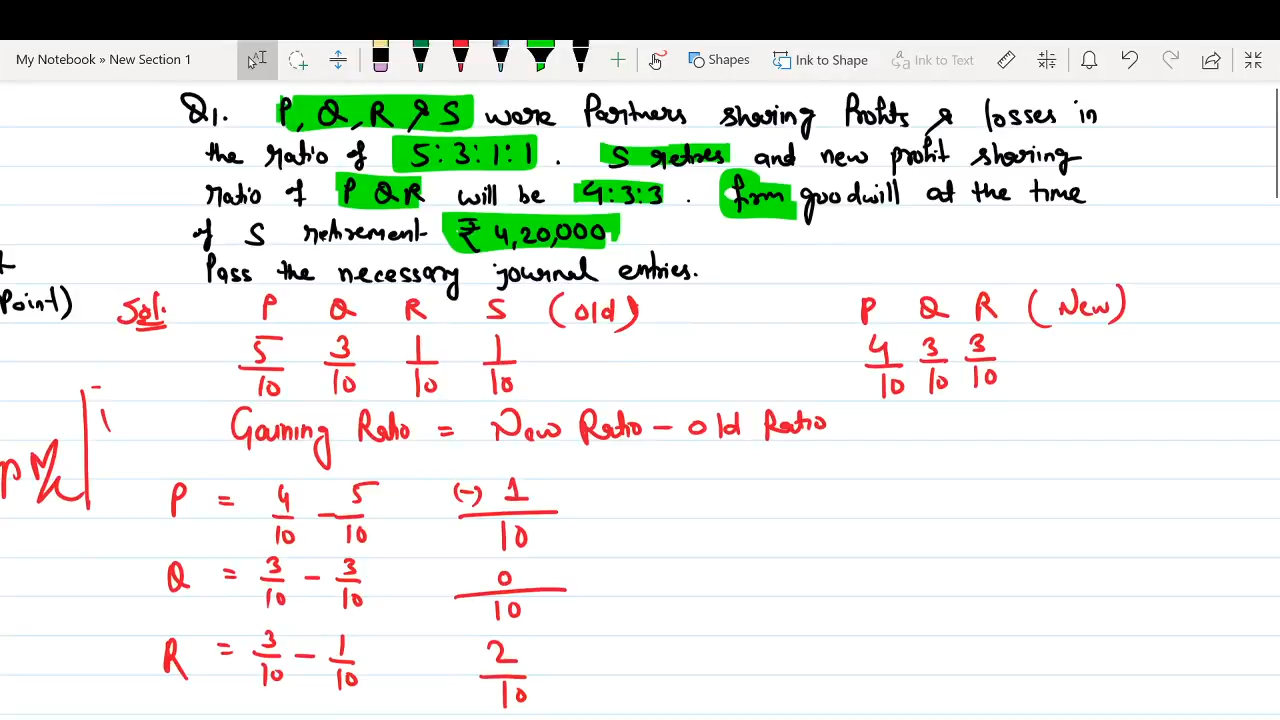 My Notebook » New Section 1
Shapes
Ink to Shape
Ink to Text
Q1. P, Q, R & S were Partners sharing Profits & losses in
the ratio of 5:3:1:1. S retires and new profit sharing
ratio of P Q R will be 4:3:3. firm goodwill at the time
of S retirement ₹ 4,20,000
Pass the necessary journal entries.
Point)
Sol. P Q R S (old) P Q R (New)
5/10 3/10 1/10 1/10 4/10 3/10 3/10
Gaining Ratio = New Ratio - old Ratio
P = 4/10 - 5/10 (-) 1/10
Q = 3/10 - 3/10 0/10
R = 3/10 - 1/10 2/10